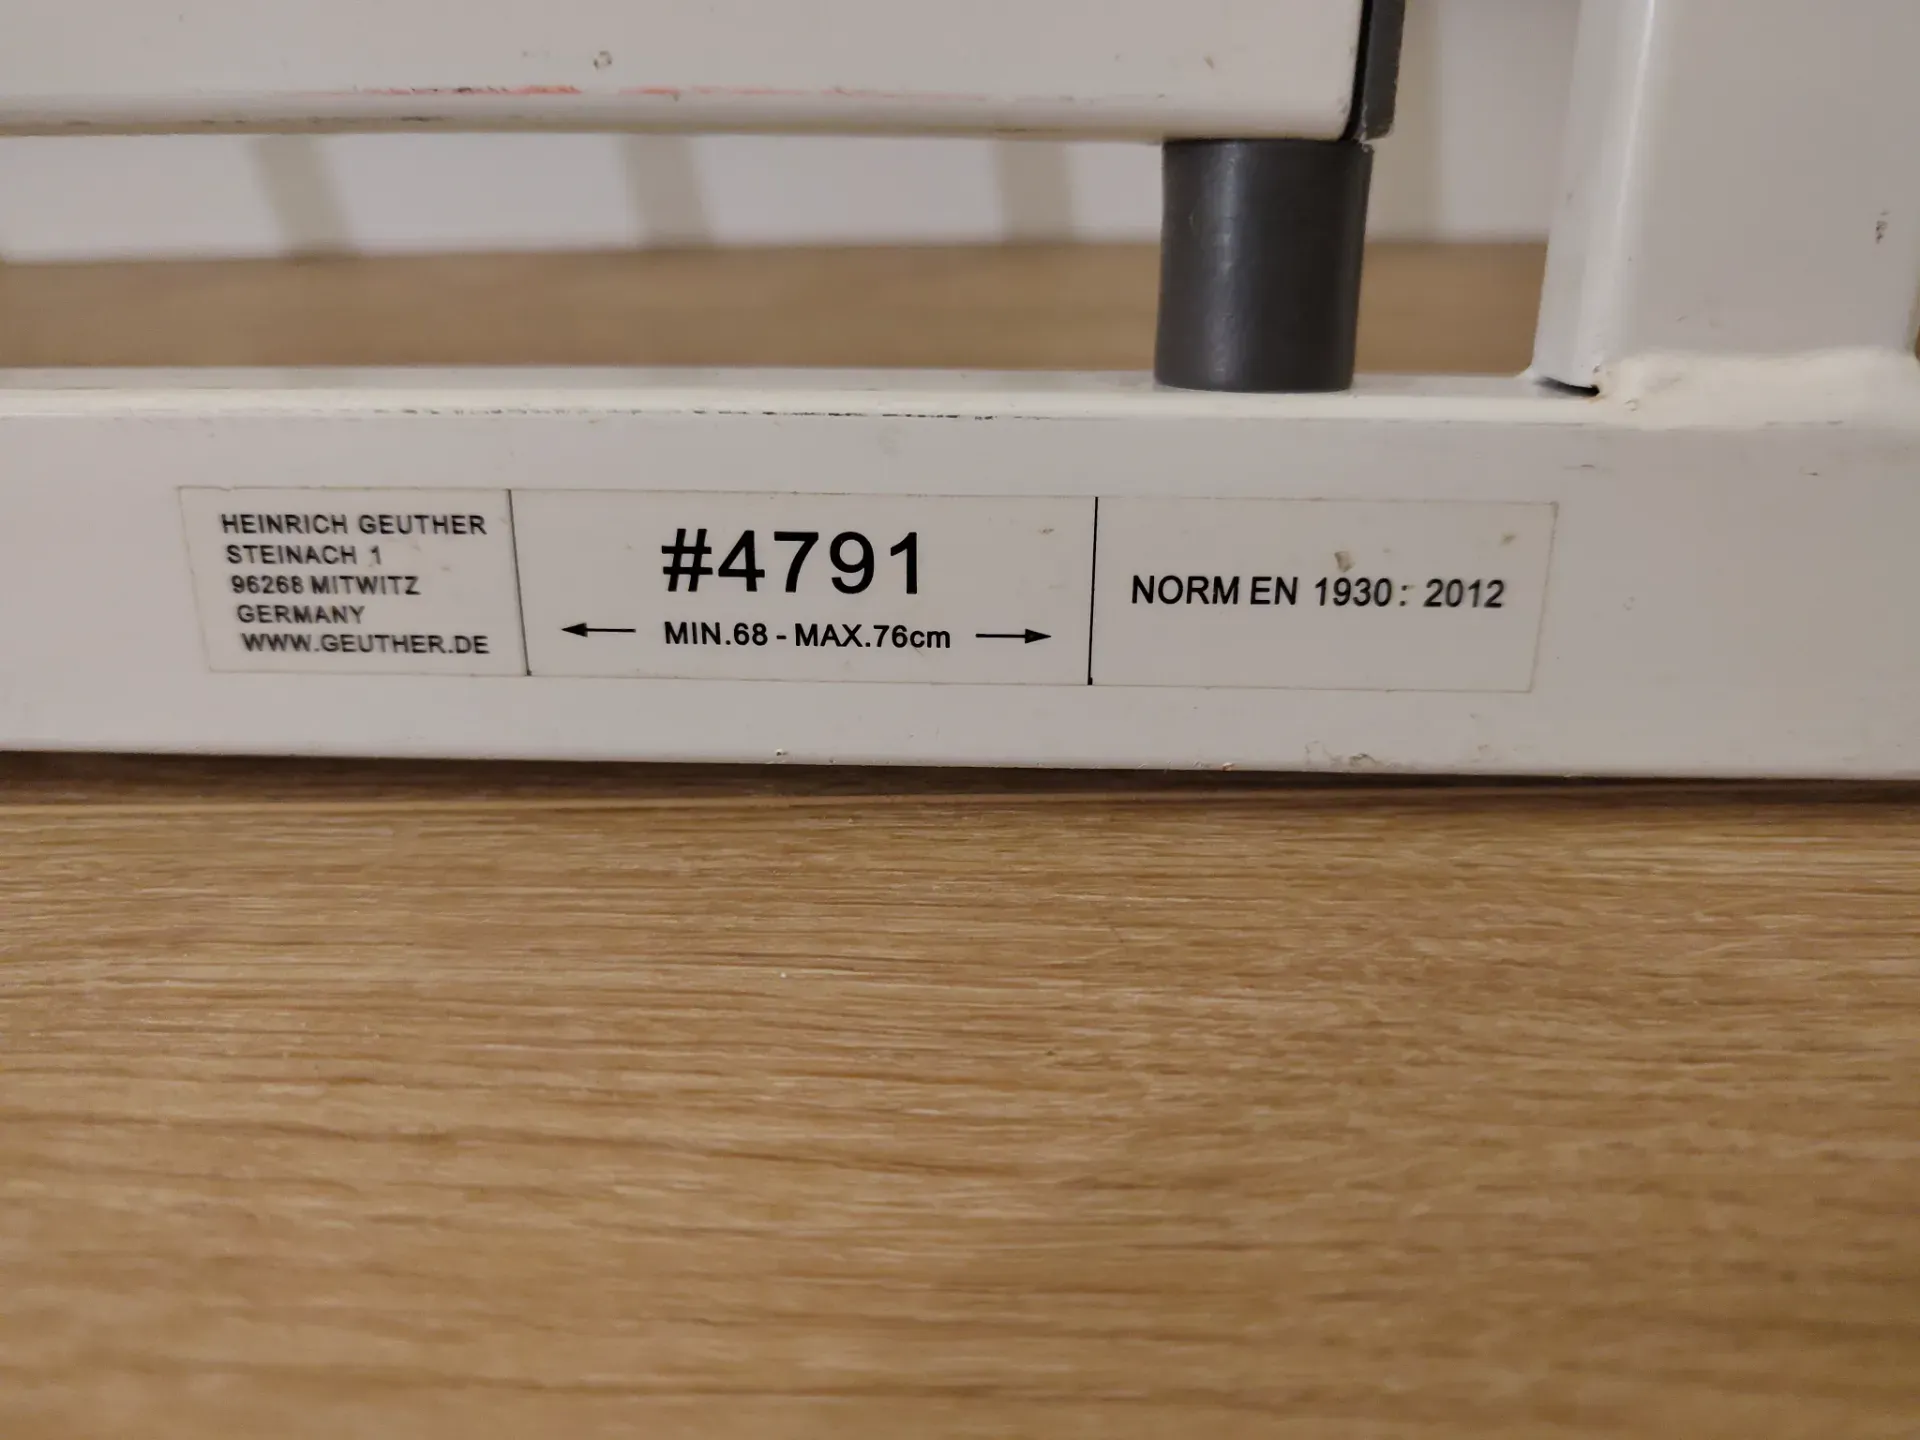 HEINRICH GEUTHER
STEINACH 1
96268 MITWITZ
GERMANY
WWW.GEUTHER.DE
#4791
MIN.68 - MAX.76cm
NORM EN 1930: 2012